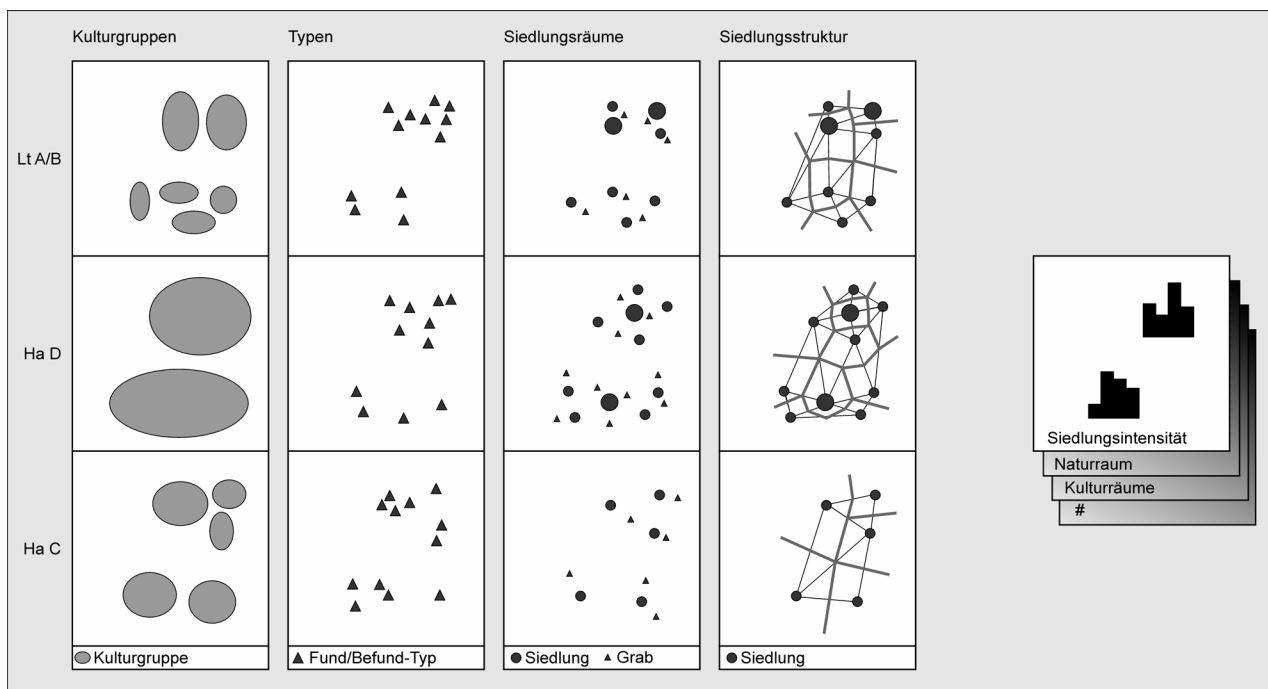 Kulturgruppen
Typen
Siedlungsräume
Siedlungsstruktur
Lt A/B
Ha D
Ha C
Siedlungsintensität
Naturraum
Kulturräume
#
Kulturgruppe
Fund/Befund-Typ
Siedlung Grab
Siedlung